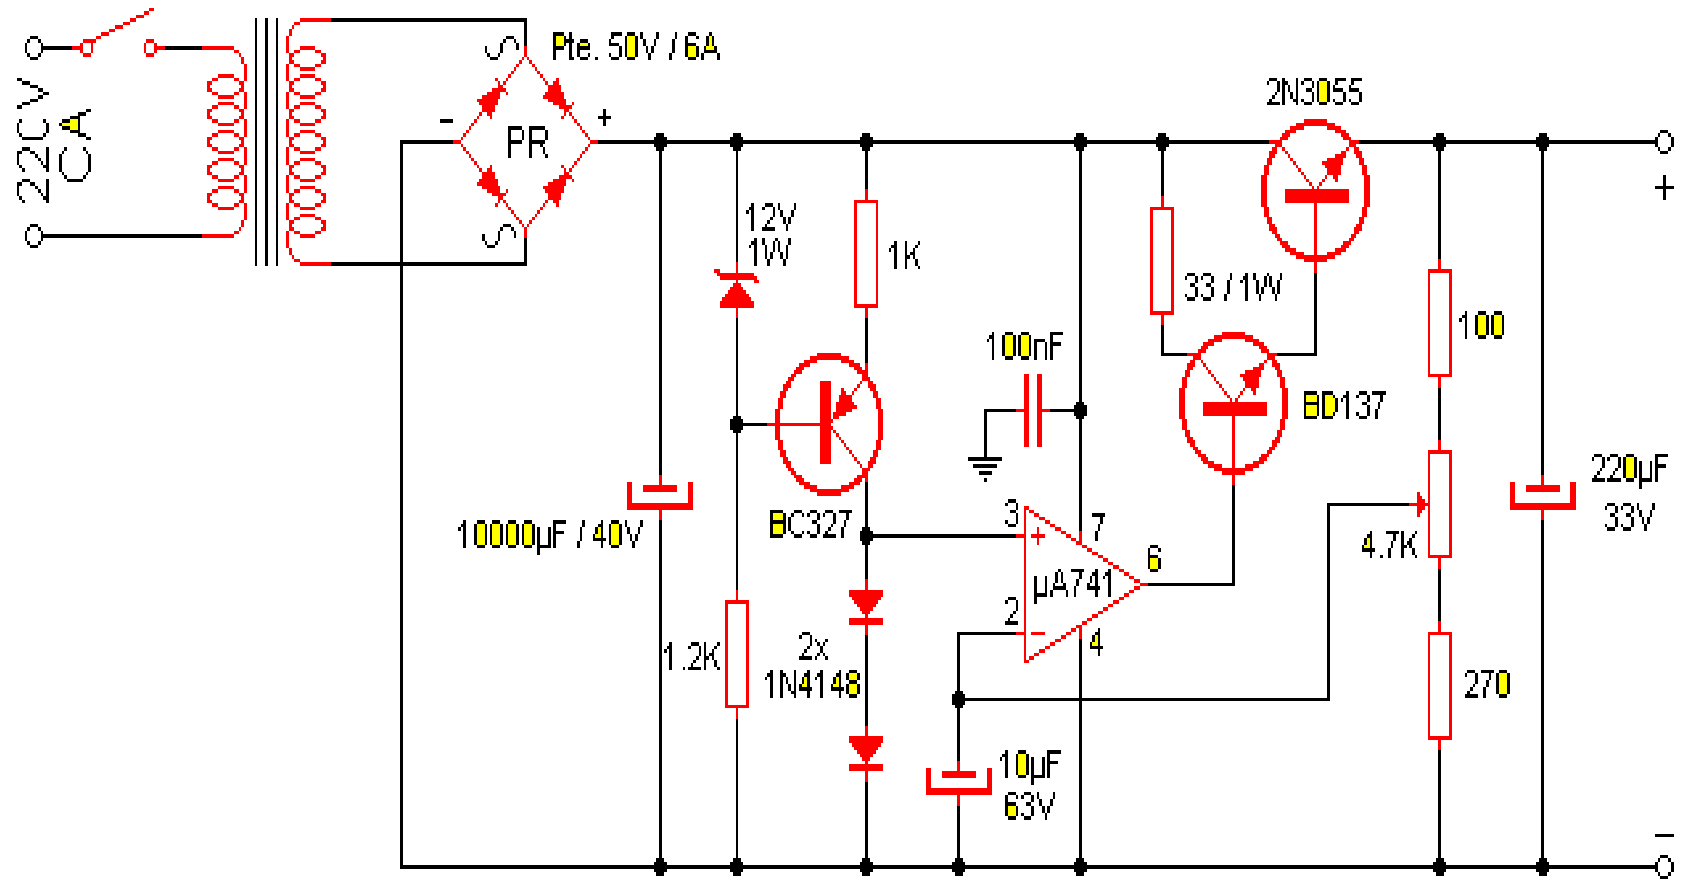 22CV
CA
Pte. 50V / 6A
S
S
-
PR
+
2N3055
+
12V
1W
1K
33 / 1W
100
100nF
BD137
220µF
33V
10000µF / 40V
BC327
3
+
7
µA741
6
4.7K
2
-
4
1.2K
2x
1N4148
270
10µF
63V
-